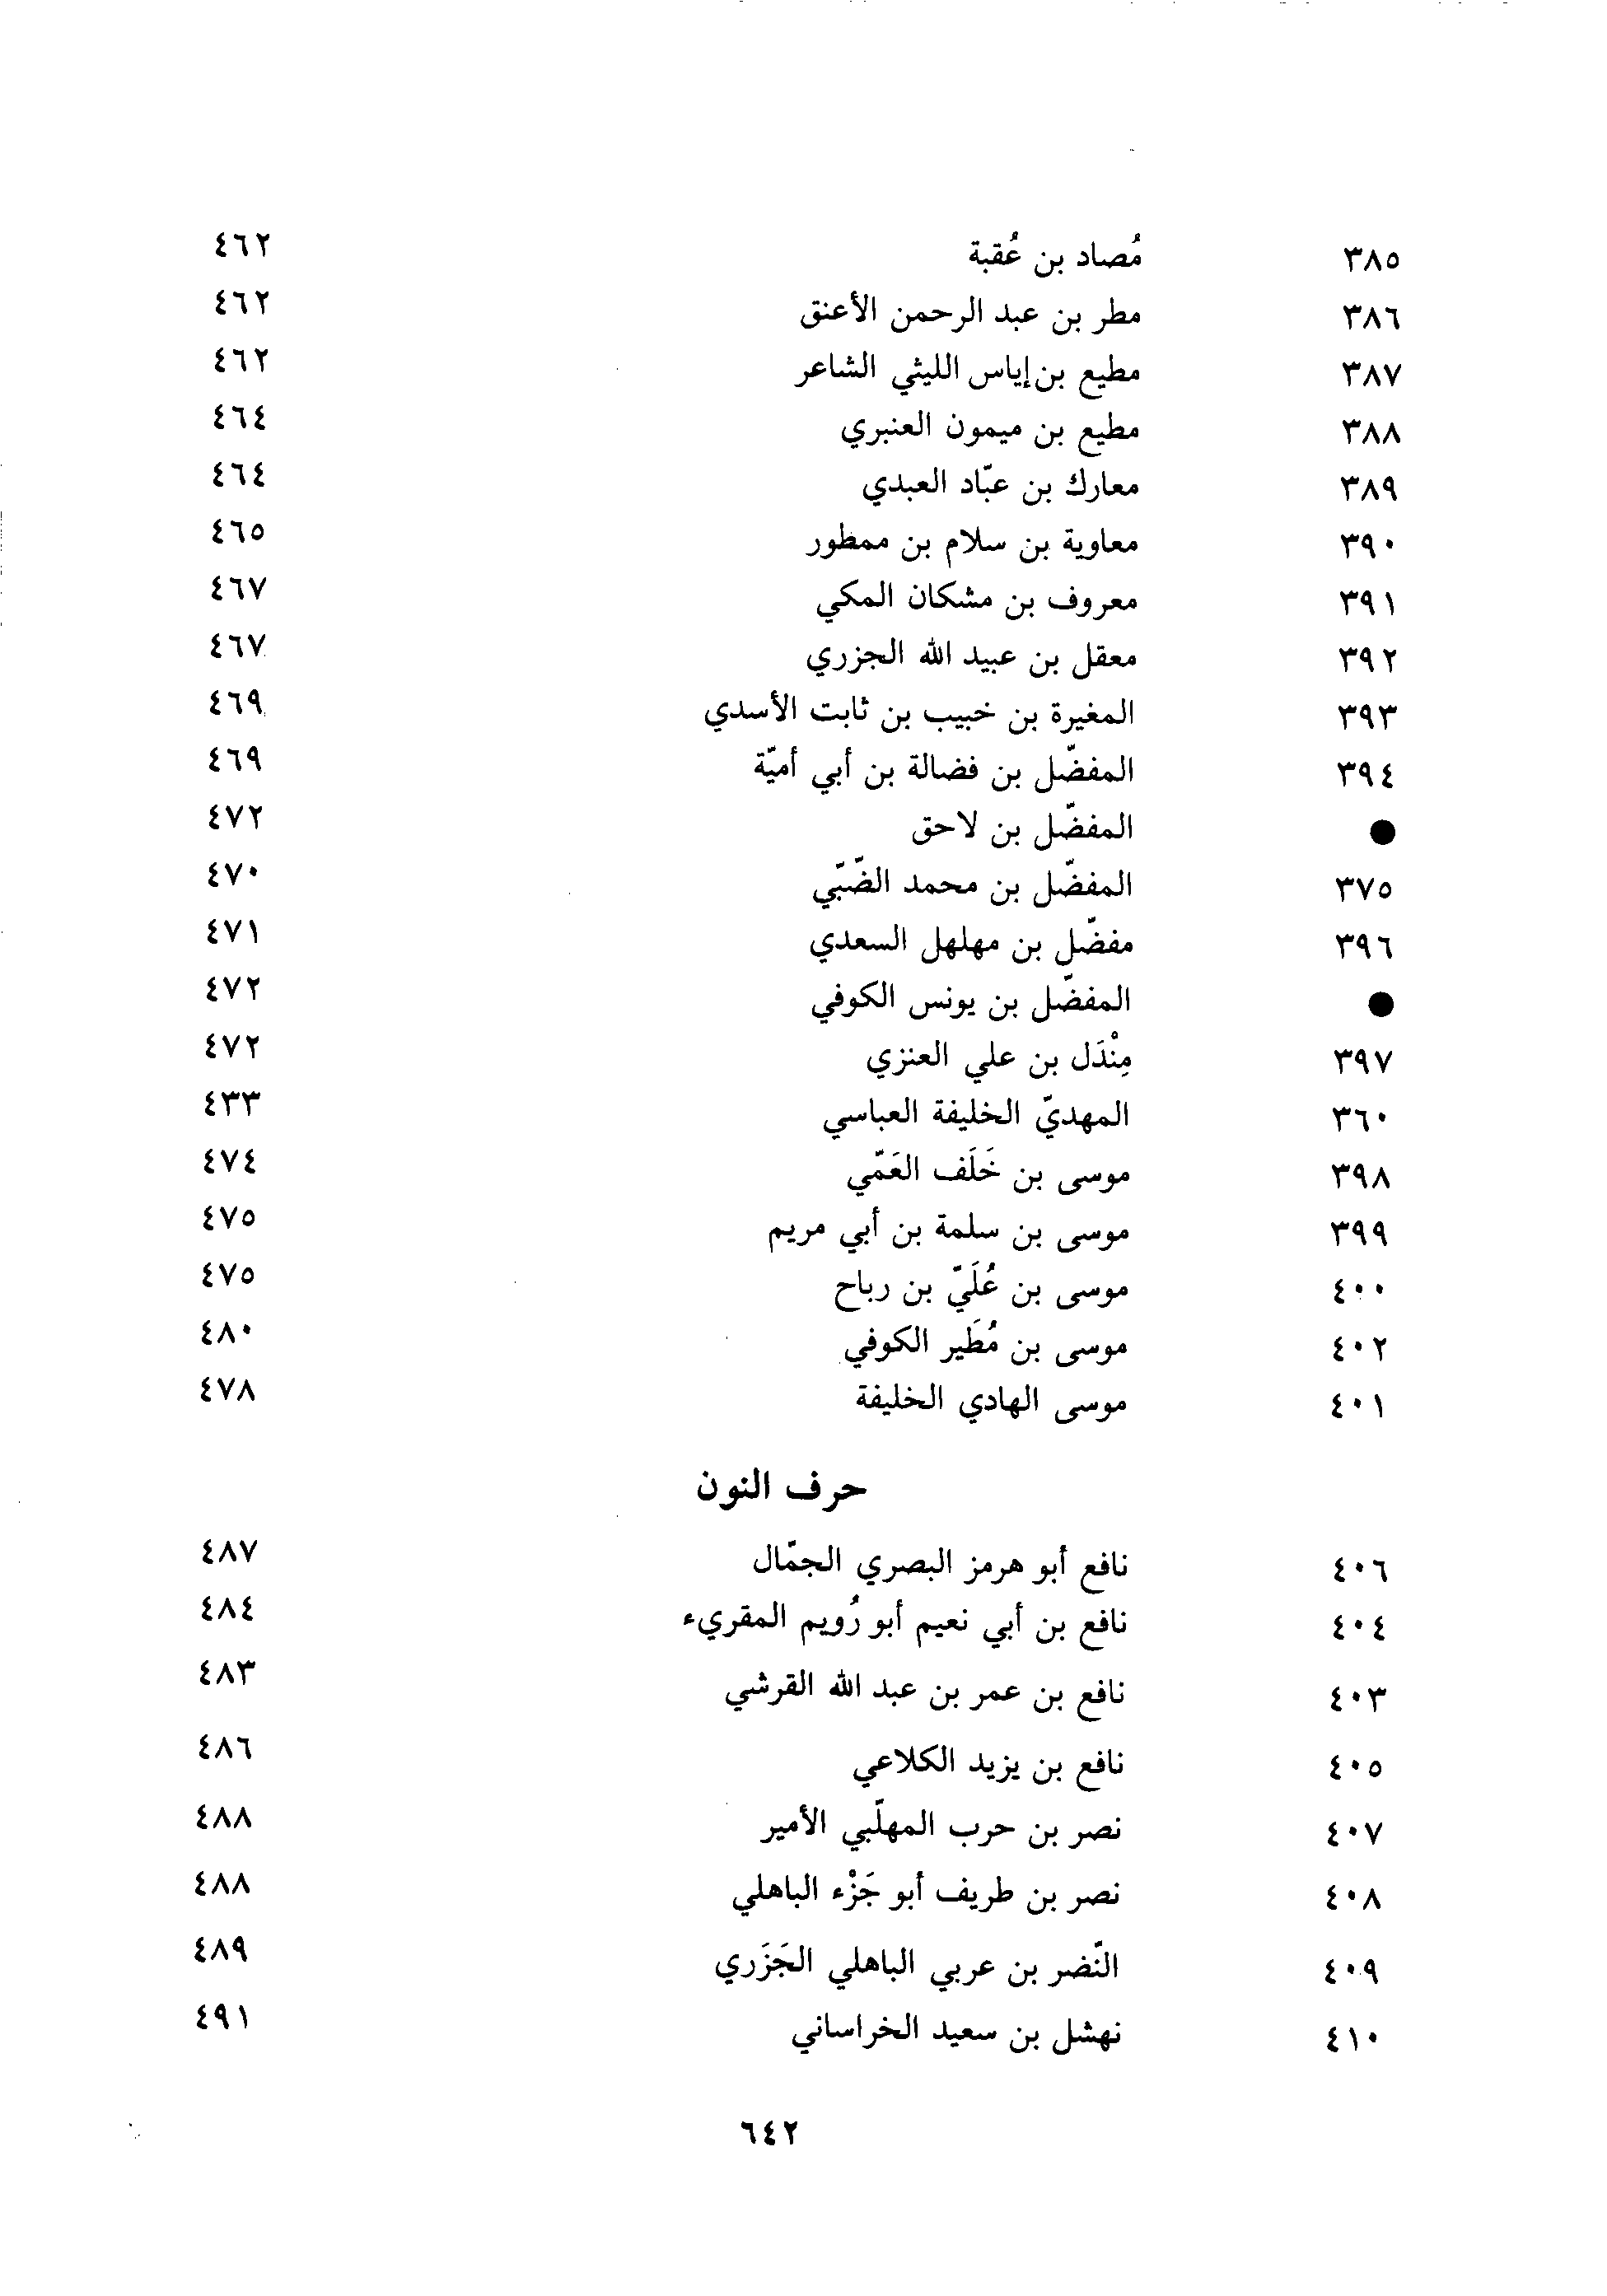 ٣٨٥ مُصاد بن عُقبة ٤٦٢
٣٨٦ مطر بن عبد الرحمن الأعنق ٤٦٢
٣٨٧ مطيع بن إياس الليثي الشاعر ٤٦٢
٣٨٨ مطيع بن ميمون العنبري ٤٦٤
٣٨٩ معارك بن عبّاد العبدي ٤٦٤
٣٩٠ معاوية بن سلام بن ممطور ٤٦٥
٣٩١ معروف بن مشكان المكي ٤٦٧
٣٩٢ معقل بن عبيد الله الجزري ٤٦٧
٣٩٣ المغيرة بن خبيب بن ثابت الأسدي ٤٦٩
٣٩٤ المفضّل بن فضالة بن أبي أميّة ٤٦٩
● المفضّل بن لاحق ٤٧٢
٣٧٥ المفضّل بن محمد الضّبّي ٤٧٠
٣٩٦ مفضّل بن مهلهل السعدي ٤٧١
● المفضّل بن يونس الكوفي ٤٧٢
٣٩٧ مِنْدَل بن علي العنزي ٤٧٢
٣٦٠ المهديّ الخليفة العباسي ٤٣٣
٣٩٨ موسى بن خَلَف العَمّي ٤٧٤
٣٩٩ موسى بن سلمة بن أبي مريم ٤٧٥
٤٠٠ موسى بن عُلَيّ بن رباح ٤٧٥
٤٠٢ موسى بن مُطَير الكوفي ٤٨٠
٤٠١ موسى الهادي الخليفة ٤٧٨
حرف النون
٤٠٦ نافع أبو هرمز البصري الجمّال ٤٨٧
٤٠٤ نافع بن أبي نعيم أبو رُويم المقريء ٤٨٤
٤٠٣ نافع بن عمر بن عبد الله القرشي ٤٨٣
٤٠٥ نافع بن يزيد الكلاعي ٤٨٦
٤٠٧ نصر بن حرب المهلّبي الأمير ٤٨٨
٤٠٨ نصر بن طريف أبو جَزْء الباهلي ٤٨٨
٤٠٩ النّضر بن عربي الباهلي الجَزَري ٤٨٩
٤١٠ نهشل بن سعيد الخراساني ٤٩١
٦٤٢